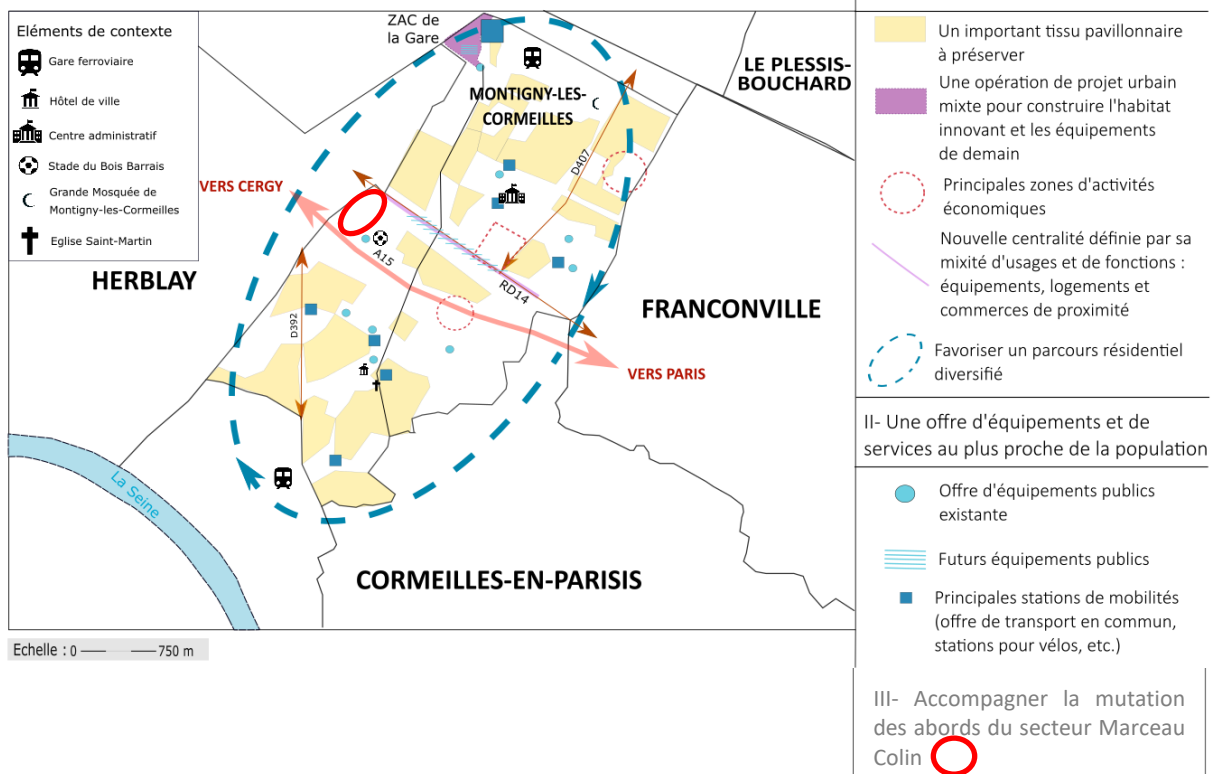 Eléments de contexte
Gare ferroviaire
Hôtel de ville
Centre administratif
Stade du Bois Barrais
Grande Mosquée de
Montigny-les-Cormeilles
Eglise Saint-Martin
ZAC de
la Gare
MONTIGNY-LES-
CORMEILLES
LE PLESSIS-
BOUCHARD
D407
VERS CERGY
A15
RD14
HERBLAY
D392
FRANCONVILLE
VERS PARIS
La Seine
CORMEILLES-EN-PARISIS
Echelle : 0 750 m
Un important tissu pavillonnaire
à préserver
Une opération de projet urbain
mixte pour construire l'habitat
innovant et les équipements
de demain
Principales zones d'activités
économiques
Nouvelle centralité définie par sa
mixité d'usages et de fonctions :
équipements, logements et
commerces de proximité
Favoriser un parcours résidentiel
diversifié
II- Une offre d'équipements et de
services au plus proche de la population
Offre d'équipements publics
existante
Futurs équipements publics
Principales stations de mobilités
(offre de transport en commun,
stations pour vélos, etc.)
III- Accompagner la mutation
des abords du secteur Marceau
Colin